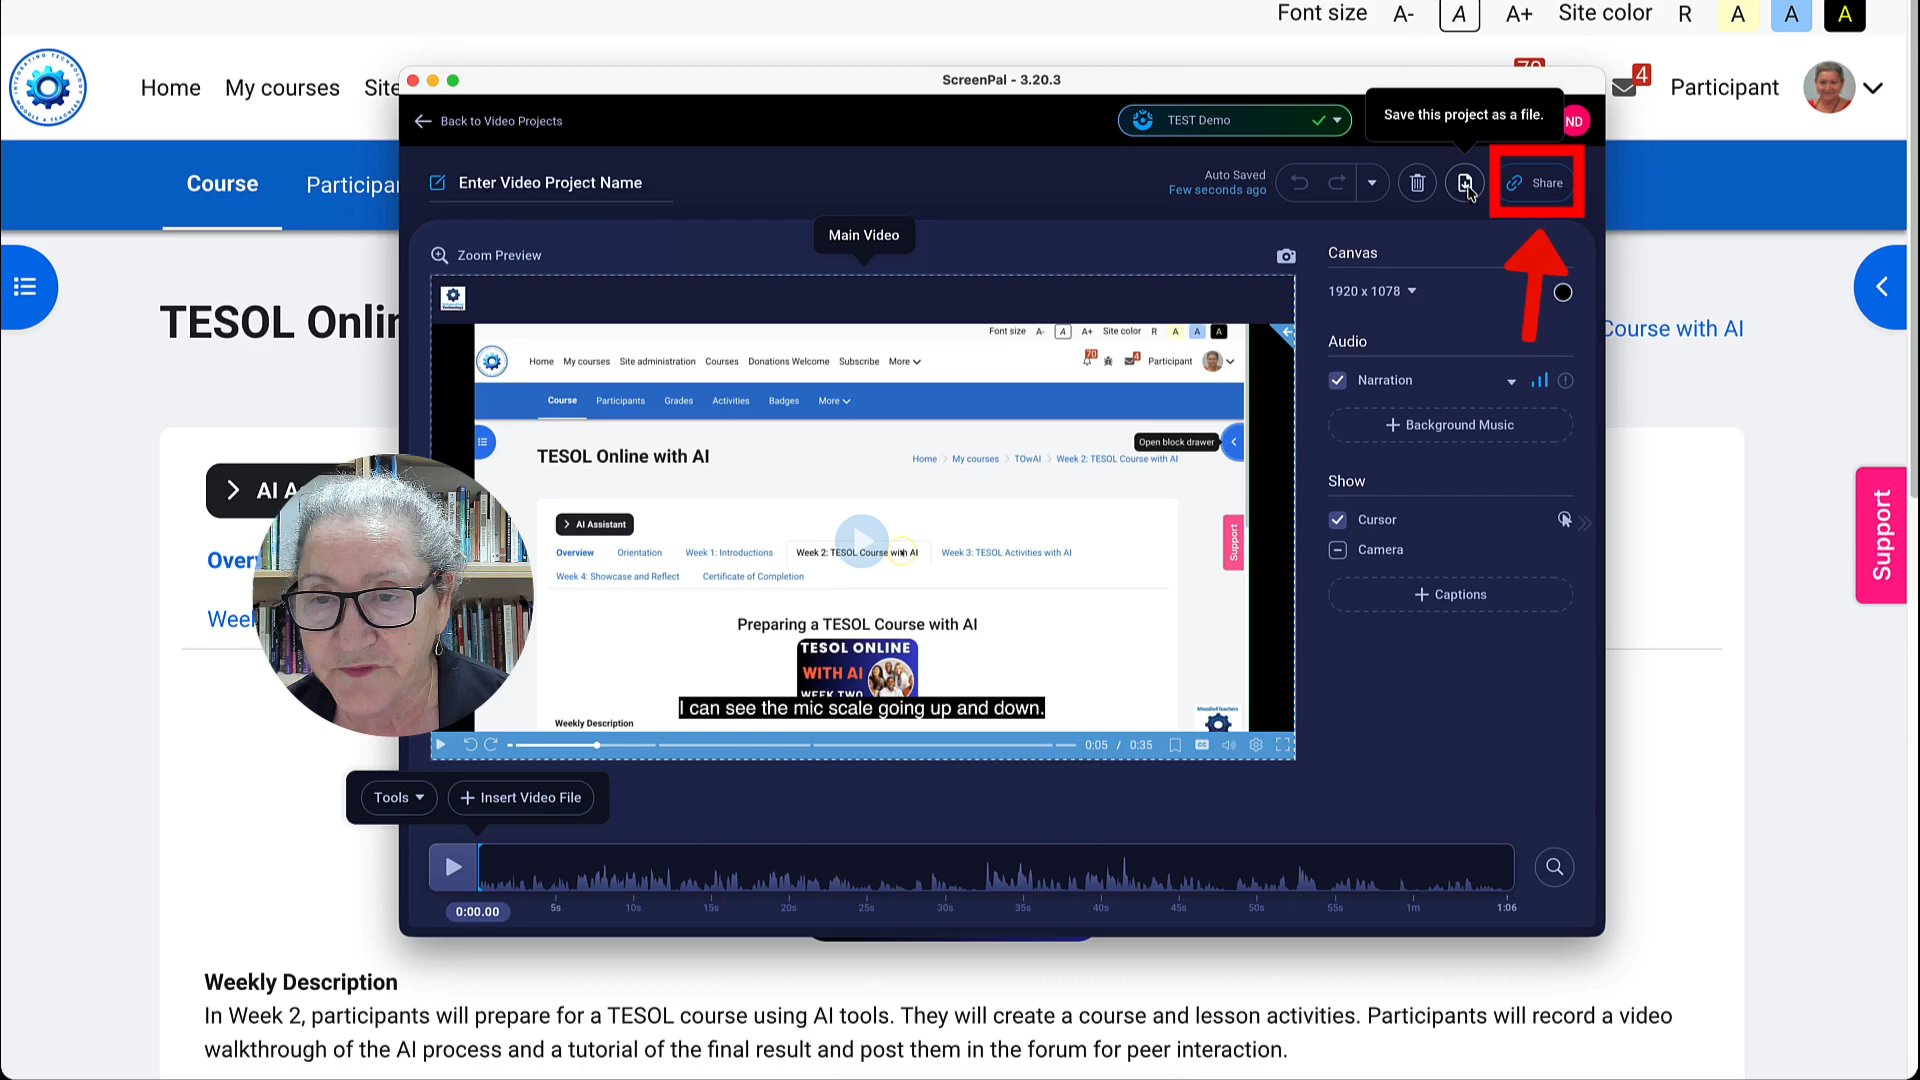 Font size A- A A+ Site color R A A A
Home My courses Site
70
4
Participant
ScreenPal - 3.20.3
Back to Video Projects
TEST Demo
Save this project as a file.
ND
Course Participa
Enter Video Project Name
Auto Saved
Few seconds ago
Share
Main Video
Zoom Preview
Canvas
1920 x 1078
TESOL Onlin
Course with AI
Font size A- A A+ Site color R A A A
Home My courses Site administration Courses Donations Welcome Subscribe More
70
4
Participant
Course Participants Grades Activities Badges More
Open block drawer
TESOL Online with AI
Home My courses TOwAI Week 2: TESOL Course with AI
AI Assistant
Overview Orientation Week 1: Introductions Week 2: TESOL Course with AI Week 3: TESOL Activities with AI
Week 4: Showcase and Reflect Certificate of Completion
Support
Preparing a TESOL Course with AI
TESOL ONLINE
WITH AI
WEEK TWO
I can see the mic scale going up and down.
Weekly Description
Moodle4Teachers
0:05 / 0:35
CC
Audio
Narration
Background Music
Show
Cursor
Camera
Captions
AI A
Over
Week
Support
Tools
Insert Video File
0:00.00
5s 10s 15s 20s 25s 30s 35s 40s 45s 50s 55s 1m 1:06
Weekly Description
In Week 2, participants will prepare for a TESOL course using AI tools. They will create a course and lesson activities. Participants will record a video
walkthrough of the AI process and a tutorial of the final result and post them in the forum for peer interaction.